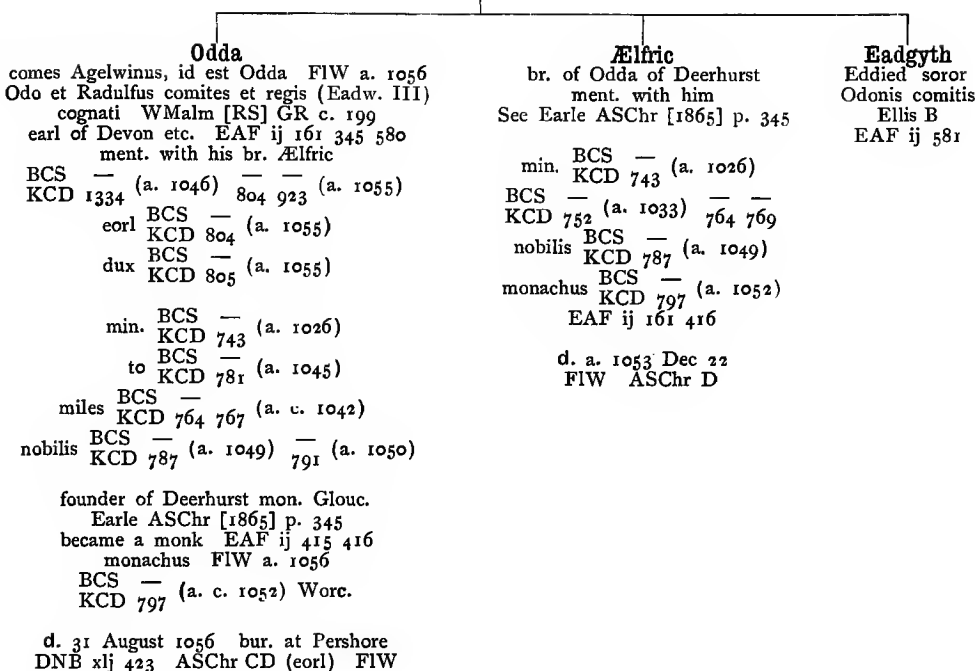 Odda
comes Agelwinus, id est Odda FlW a. 1056
Odo et Radulfus comites et regis (Eadw. III)
cognati WMalm [RS] GR c. 199
earl of Devon etc. EAF ij 161 345 580
ment. with his br. Ælfric
BCS — — —
KCD 1334 (a. 1046) 804 923 (a. 1055)
eorl BCS —
KCD 804 (a. 1055)
dux BCS —
KCD 805 (a. 1055)
min. BCS —
KCD 743 (a. 1026)
to BCS —
KCD 781 (a. 1045)
miles BCS —
KCD 764 767 (a. c. 1042)
nobilis BCS — —
KCD 787 (a. 1049) 791 (a. 1050)
founder of Deerhurst mon. Glouc.
Earle ASChr [1865] p. 345
became a monk EAF ij 415 416
monachus FlW a. 1056
BCS —
KCD 797 (a. c. 1052) Worc.
d. 31 August 1056 bur. at Pershore
DNB xlj 423 ASChr CD (eorl) FlW
Ælfric
br. of Odda of Deerhurst
ment. with him
See Earle ASChr [1865] p. 345
min. BCS —
KCD 743 (a. 1026)
BCS — — —
KCD 752 (a. 1033) 764 769
nobilis BCS —
KCD 787 (a. 1049)
monachus BCS —
KCD 797 (a. 1052)
EAF ij 161 416
d. a. 1053 Dec 22
FlW ASChr D
Eadgyth
Eddied soror
Odonis comitis
Ellis B
EAF ij 581